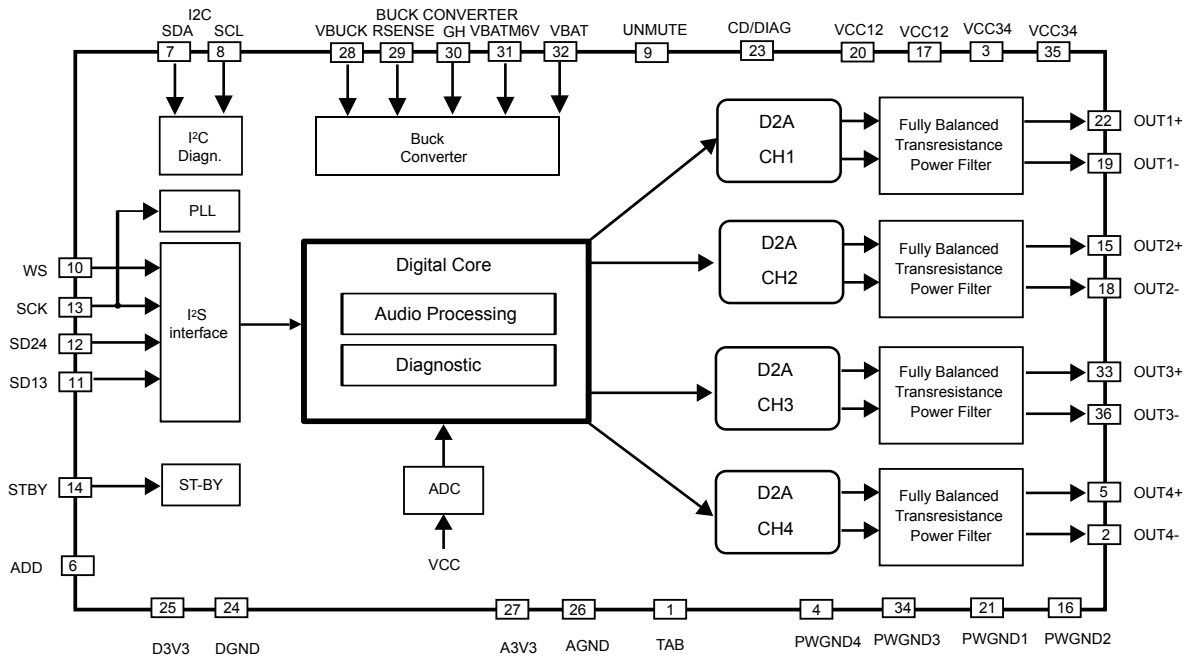 I2C
BUCK CONVERTER
SDA SCL VBUCK RSENSE GH VBATM6V VBAT UNMUTE CD/DIAG VCC12 VCC12 VCC34 VCC34
7 8 28 29 30 31 32 9 23 20 17 3 35
I²C
Diagn.
Buck
Converter
D2A
CH1
Fully Balanced
Transresistance
Power Filter
22 OUT1+
19 OUT1-
PLL
WS 10
SCK 13
SD24 12
SD13 11
I²S
interface
Digital Core
Audio Processing
Diagnostic
D2A
CH2
Fully Balanced
Transresistance
Power Filter
15 OUT2+
18 OUT2-
D2A
CH3
Fully Balanced
Transresistance
Power Filter
33 OUT3+
36 OUT3-
STBY 14
ST-BY
ADC
VCC
D2A
CH4
Fully Balanced
Transresistance
Power Filter
5 OUT4+
2 OUT4-
ADD 6
25 24 27 26 1 4 34 21 16
D3V3 DGND A3V3 AGND TAB PWGND4 PWGND3 PWGND1 PWGND2